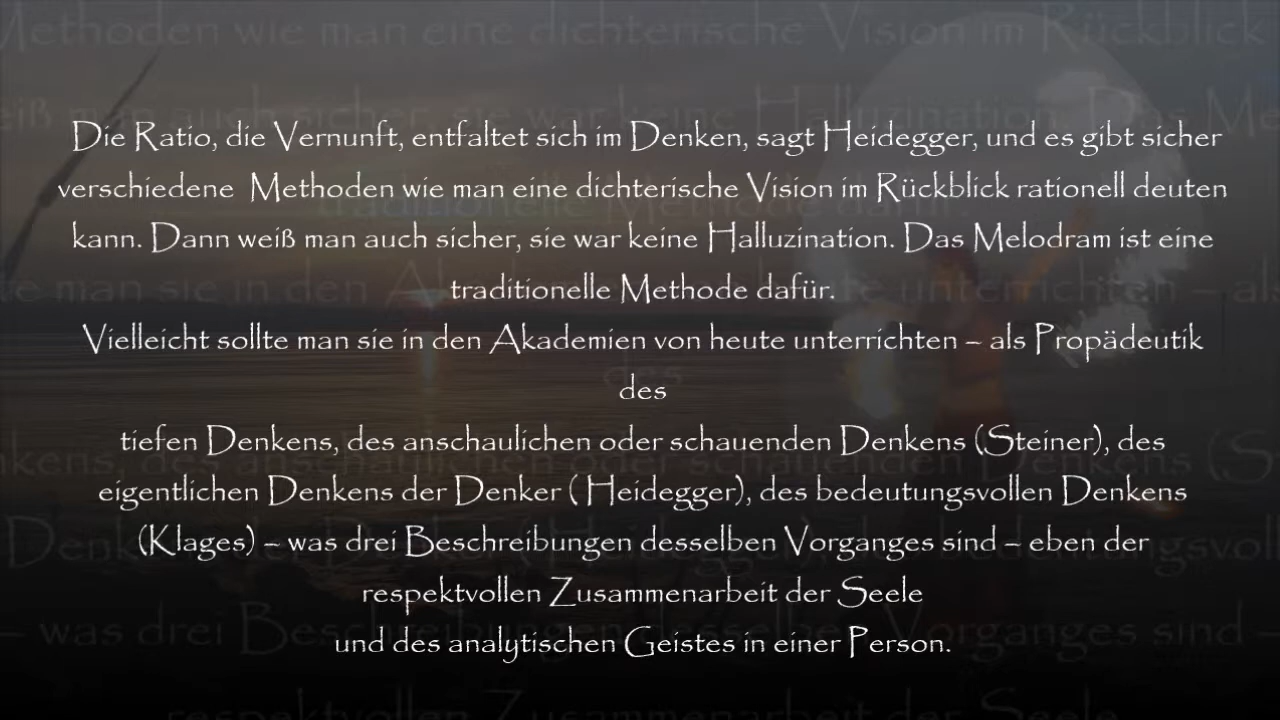 Die Ratio, die Vernunft, entfaltet sich im Denken, sagt Heidegger, und es gibt sicher
verschiedene Methoden wie man eine dichterische Vision im Rückblick rationell deuten
kann. Dann weiß man auch sicher, sie war keine Halluzination. Das Melodram ist eine
traditionelle Methode dafür.
Vielleicht sollte man sie in den Akademien von heute unterrichten – als Propädeutik
des
tiefen Denkens, des anschaulichen oder schauenden Denkens (Steiner), des
eigentlichen Denkens der Denker ( Heidegger), des bedeutungsvollen Denkens
(Klages) – was drei Beschreibungen desselben Vorganges sind – eben der
respektvollen Zusammenarbeit der Seele
und des analytischen Geistes in einer Person.